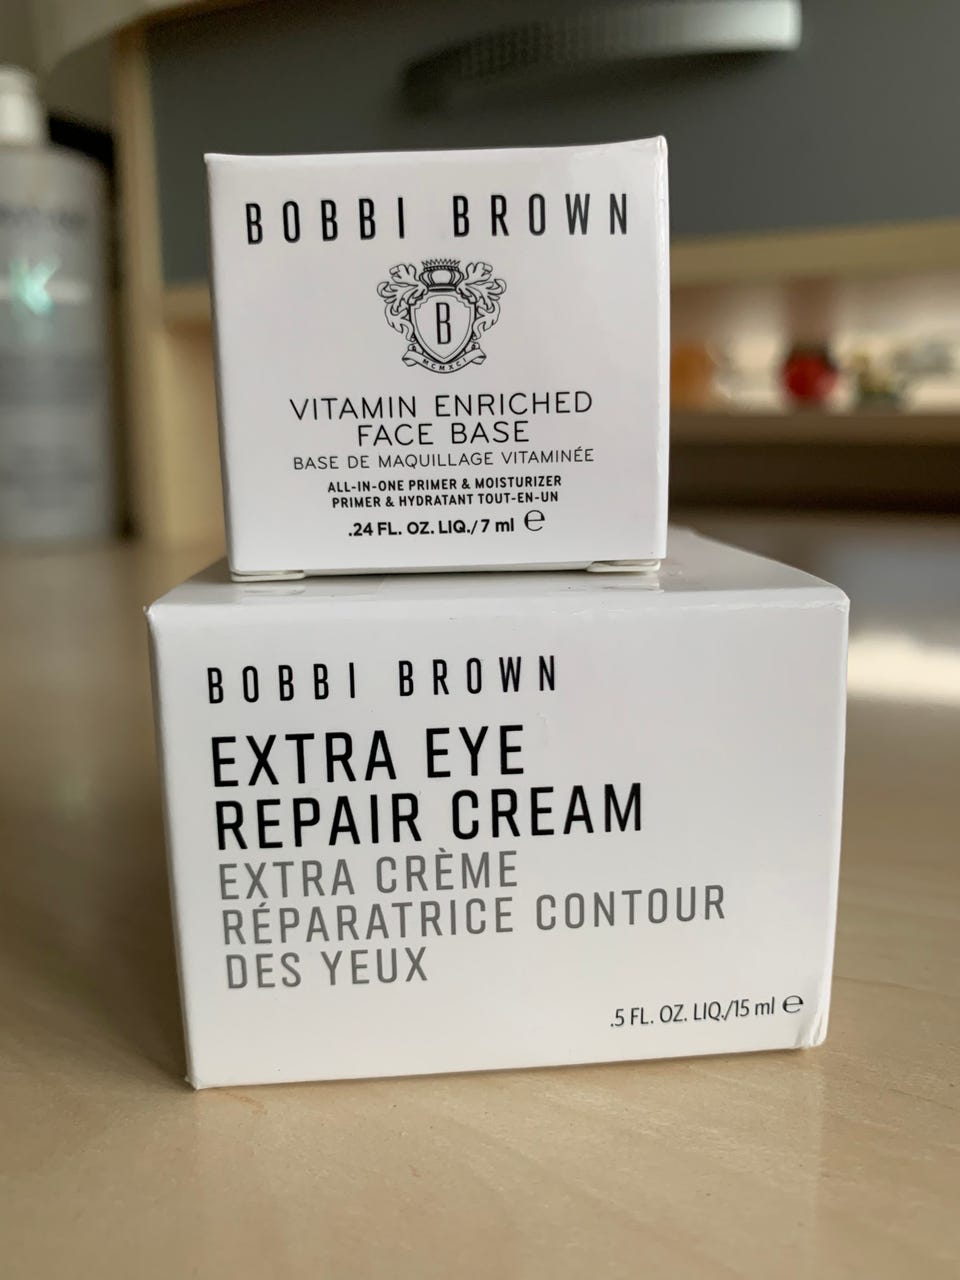 BOBBI BROWN
B
MCMXCI
VITAMIN ENRICHED
FACE BASE
BASE DE MAQUILLAGE VITAMINÉE
ALL-IN-ONE PRIMER & MOISTURIZER
PRIMER & HYDRATANT TOUT-EN-UN
.24 FL. OZ. LIQ./ 7 ml ℮
BOBBI BROWN
EXTRA EYE
REPAIR CREAM
EXTRA CRÈME
RÉPARATRICE CONTOUR
DES YEUX
.5 FL. OZ. LIQ./15 ml ℮
K